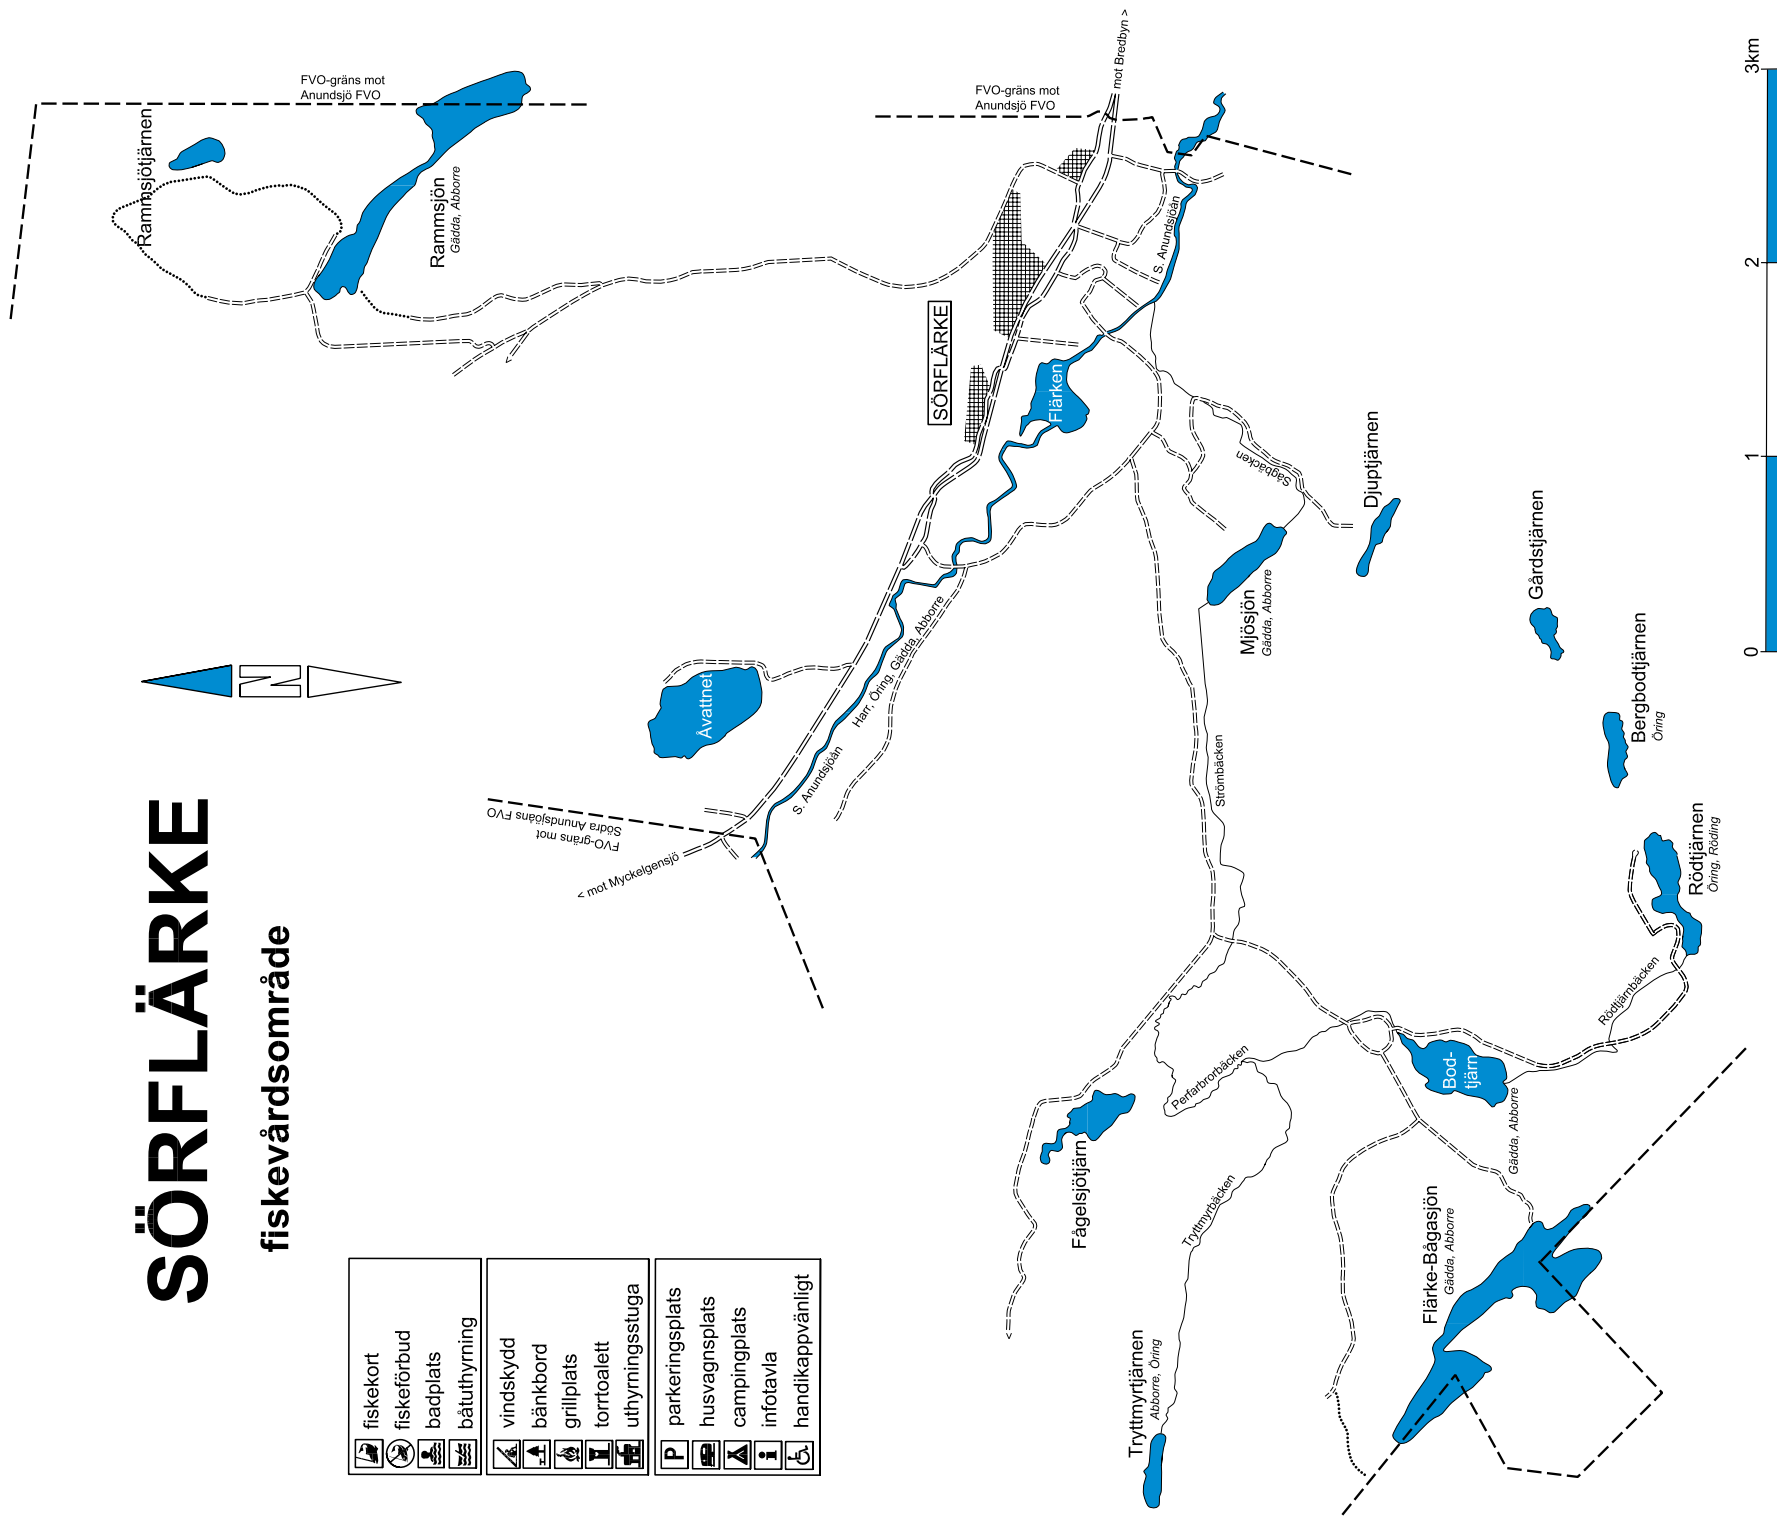 SÖRFLÄRKE
fiskevårdsområde
fiskekort
fiskeförbud
badplats
båtuthyrning
vindskydd
bänkbord
grillplats
torrtoalett
uthyrningsstuga
P
parkeringsplats
husvagnsplats
campingplats
i
infotavla
handikappvänligt
N
FVO-gräns mot
Anundsjö FVO
Rammsjötjärnen
Rammsjön
Gädda, Abborre
FVO-gräns mot
Anundsjö FVO
mot Bredbyn >
S. Anundsjöån
SÖRFLÄRKE
Flärken
Åvattnet
Harr, Öring, Gädda, Abborre
S. Anundsjöån
FVO-gräns mot
Södra Anundsjöåns FVO
< mot Myckelgensjö
Sågbäcken
Djuptjärnen
Mjösjön
Gädda, Abborre
Gårdstjärnen
Bergbodtjärnen
Öring
Strömbäcken
Rödtjärnen
Öring, Röding
Rödtjärnbäcken
Perfarbrorbäcken
Bod-
tjärn
Gädda, Abborre
Fågelsjötjärn
Tryttmyrbäcken
Flärke-Bågasjön
Gädda, Abborre
Tryttmyrtjärnen
Abborre, Öring
0
1
2
3km